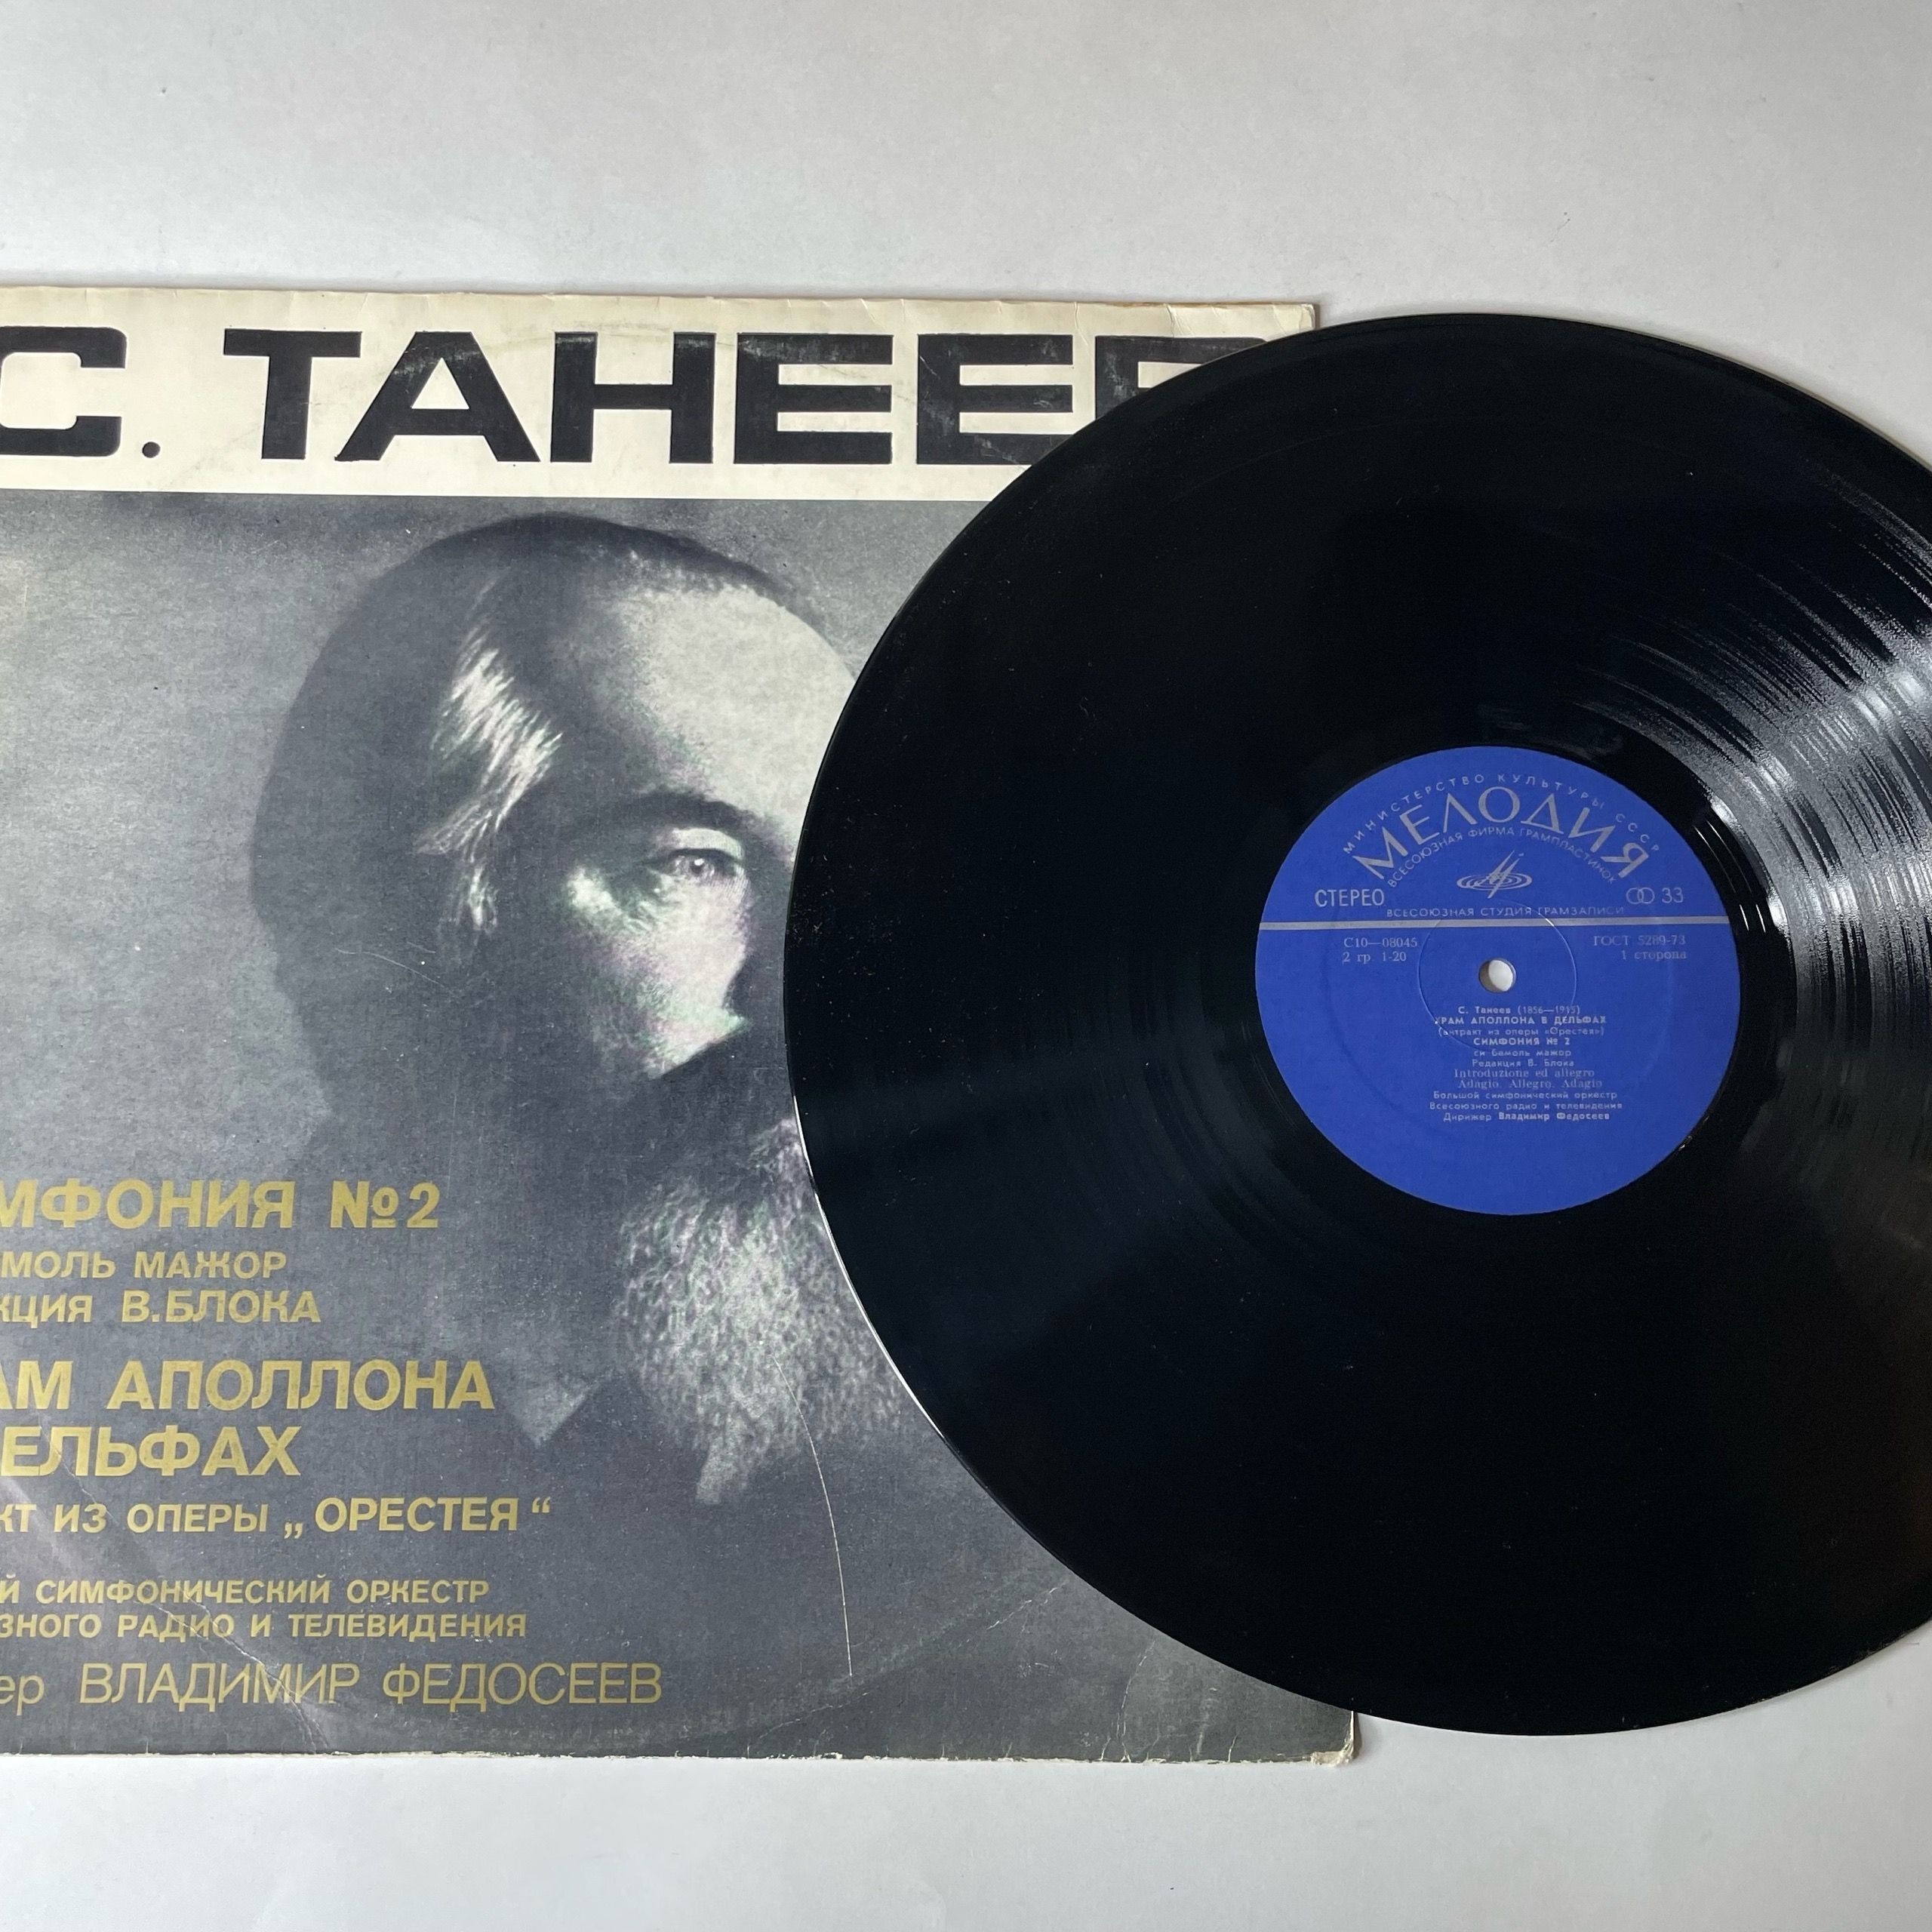 С. ТАНЕЕВ
МФОНИЯ №2
МОЛЬ МАЖОР
КЦИЯ В.БЛОКА
АМ АПОЛЛОНА
ЕЛЬФАХ
КТ ИЗ ОПЕРЫ „ОРЕСТЕЯ“
Й СИМФОНИЧЕСКИЙ ОРКЕСТР
ЗНОГО РАДИО И ТЕЛЕВИДЕНИЯ
ер ВЛАДИМИР ФЕДОСЕЕВ
МИНИСТЕРСТВО КУЛЬТУРЫ СССР
МЕЛОДИЯ
ВСЕСОЮЗНАЯ ФИРМА ГРАМПЛАСТИНОК
СТЕРЕО
33
ВСЕСОЮЗНАЯ СТУДИЯ ГРАМЗАПИСИ
С10—08045
ГОСТ 5289-73
2 гр. 1-20
1 сторона
С. Танеев (1856—1915)
ХРАМ АПОЛЛОНА В ДЕЛЬФАХ
(антракт из оперы «Орестея»)
СИМФОНИЯ № 2
си бемоль мажор
Редакция В. Блока
Introduzione ed allegro
Adagio. Allegro. Adagio
Большой симфонический оркестр
Всесоюзного радио и телевидения
Дирижер Владимир Федосеев